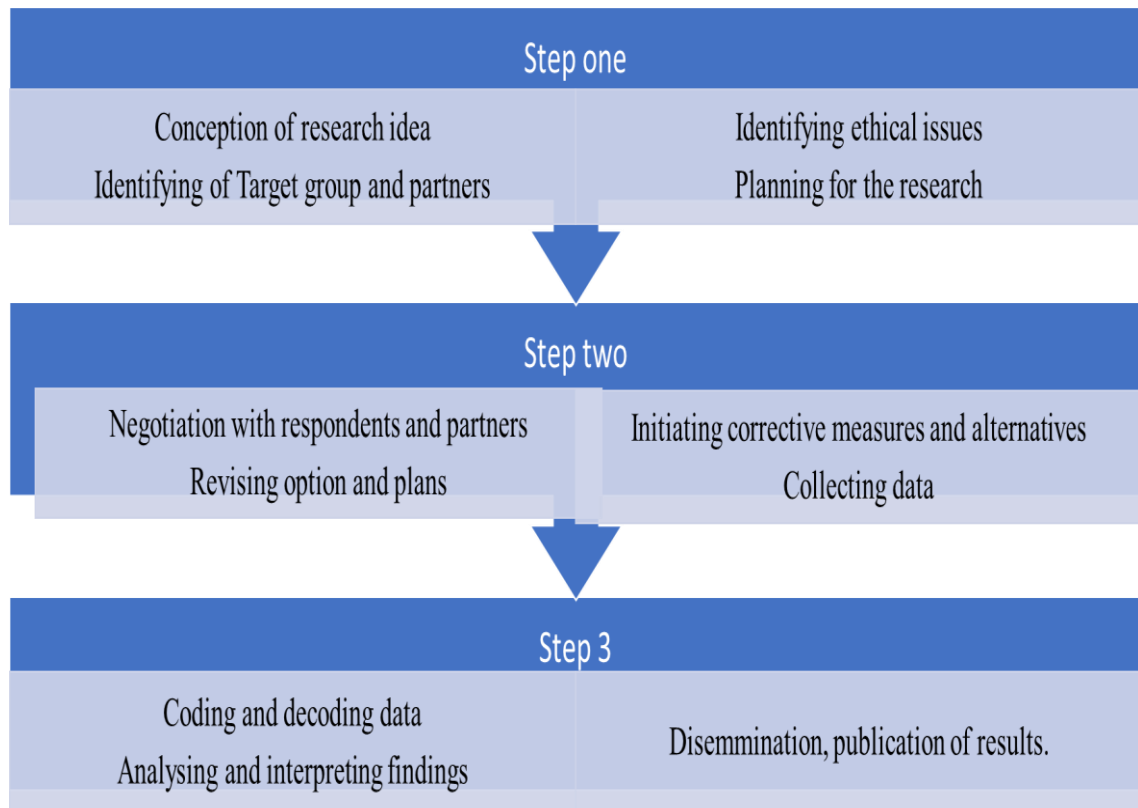 Step one
Conception of research idea
Identifying of Target group and partners
Identifying ethical issues
Planning for the research
Step two
Negotiation with respondents and partners
Revising option and plans
Initiating corrective measures and alternatives
Collecting data
Step 3
Coding and decoding data
Analysing and interpreting findings
Disemmination, publication of results.